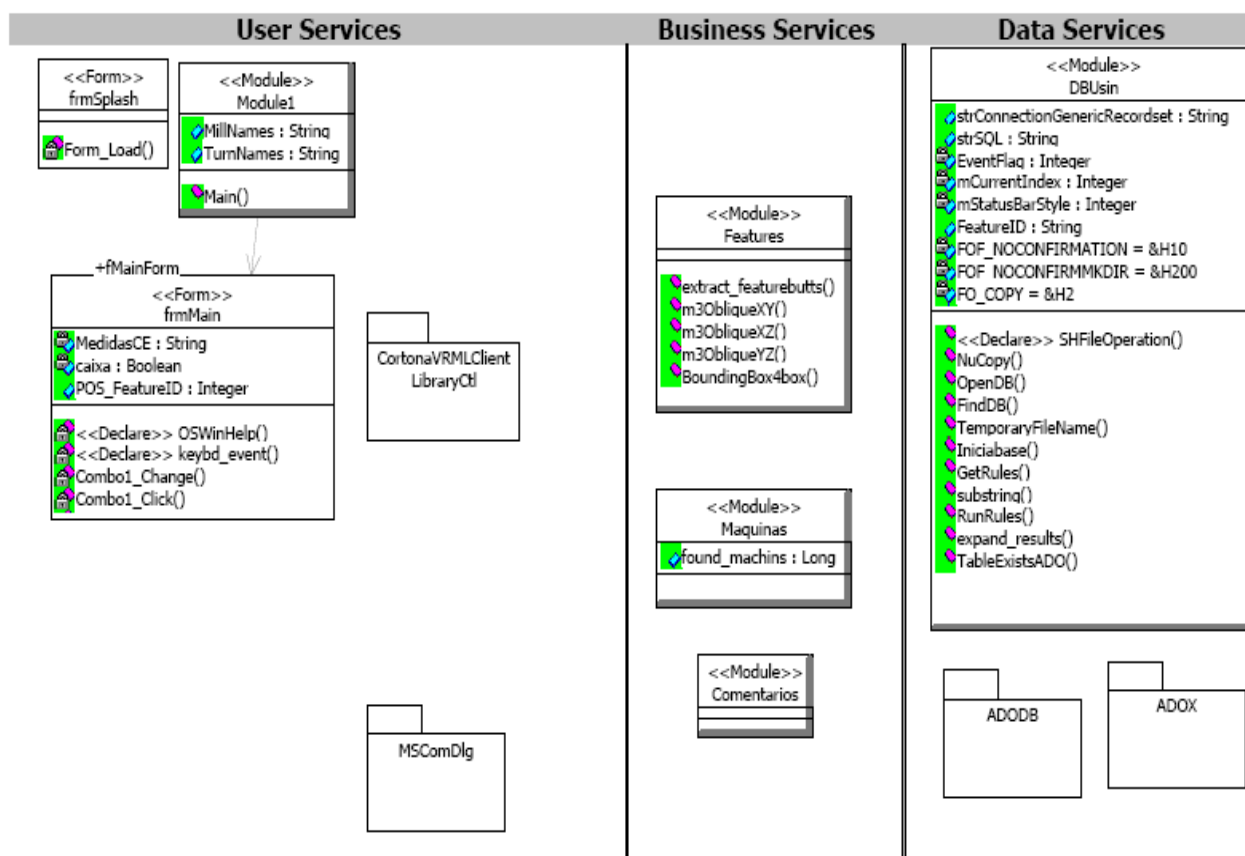 User Services
Business Services
Data Services
<<Form>>
frmSplash
Form_Load()
<<Module>>
Module1
MillNames : String
TurnNames : String
Main()
+fMainForm
<<Form>>
frmMain
MedidasCE : String
caixa : Boolean
POS_FeatureID : Integer
<<Declare>> OSWinHelp()
<<Declare>> keybd_event()
Combo1_Change()
Combo1_Click()
CortonaVRMLClient
LibraryCtl
MSComDlg
<<Module>>
Features
extract_featurebutts()
m3ObliqueXY()
m3ObliqueXZ()
m3ObliqueYZ()
BoundingBox4box()
<<Module>>
Maquinas
found_machins : Long
<<Module>>
Comentarios
<<Module>>
DBUsin
strConnectionGenericRecordset : String
strSQL : String
EventFlag : Integer
mCurrentIndex : Integer
mStatusBarStyle : Integer
FeatureID : String
FOF_NOCONFIRMATION = &H10
FOF_NOCONFIRMMKDIR = &H200
FO_COPY = &H2
<<Declare>> SHFileOperation()
NuCopy()
OpenDB()
FindDB()
TemporaryFileName()
Iniciabase()
GetRules()
substring()
RunRules()
expand_results()
TableExistsADO()
ADODB
ADOX